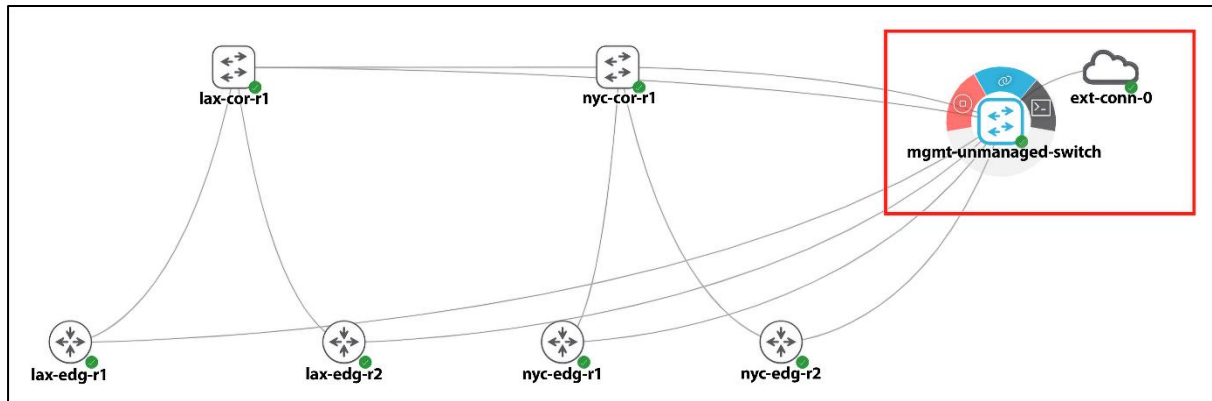 lax-cor-r1
nyc-cor-r1
ext-conn-0
mgmt-unmanaged-switch
lax-edg-r1
lax-edg-r2
nyc-edg-r1
nyc-edg-r2